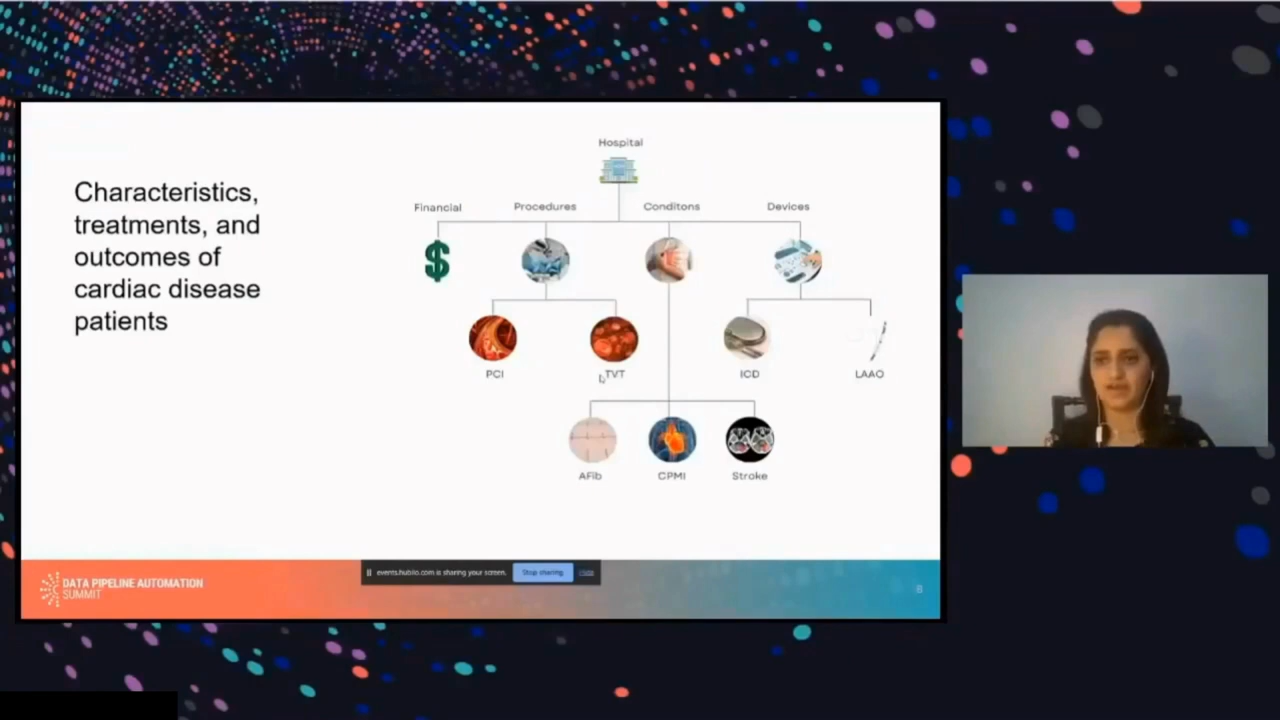 Characteristics,
treatments, and
outcomes of
cardiac disease
patients
Hospital
Financial
Procedures
Conditons
Devices
PCI
TVT
ICD
LAAO
AFib
CPMI
Stroke
DATA PIPELINE AUTOMATION
SUMMIT
events.hubilo.com is sharing your screen.
Stop sharing
Hide
8